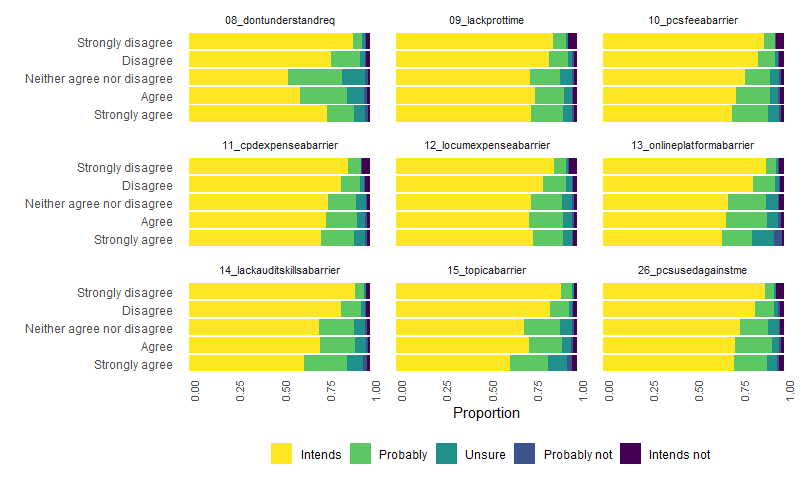 08_dontunderstandreq 09_lackprottime 10_pcsfeeabarrier
Strongly disagree
Disagree
Neither agree nor disagree
Agree
Strongly agree
11_cpdexpenseabarrier 12_locumexpenseabarrier 13_onlineplatformabarrier
Strongly disagree
Disagree
Neither agree nor disagree
Agree
Strongly agree
14_lackauditskillsabarrier 15_topicabarrier 26_pcsusedagainstme
Strongly disagree
Disagree
Neither agree nor disagree
Agree
Strongly agree
0.00 0.25 0.50 0.75 1.00 0.00 0.25 0.50 0.75 1.00 0.00 0.25 0.50 0.75 1.00
Proportion
Intends Probably Unsure Probably not Intends not